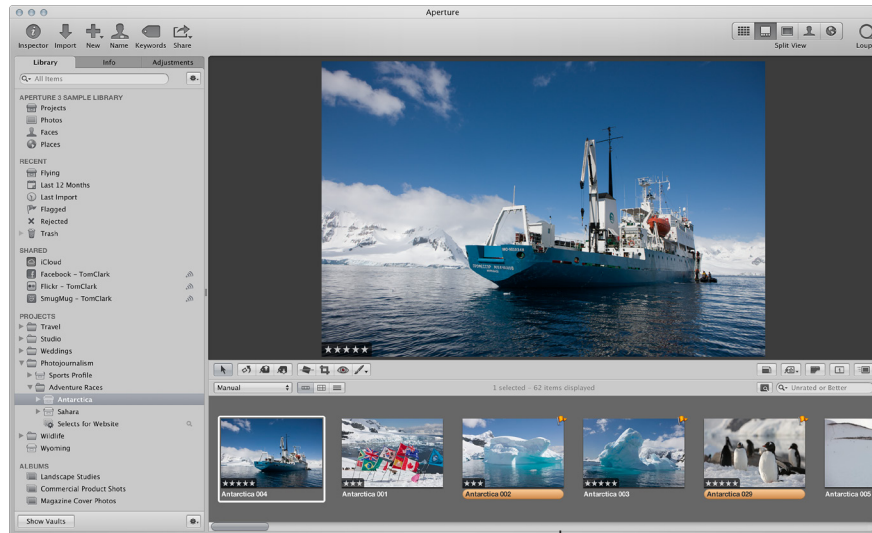 Aperture
Inspector Import New Name Keywords Share
Split View
Loup
Library Info Adjustments
All Items
APERTURE 3 SAMPLE LIBRARY
Projects
Photos
Faces
Places
RECENT
Flying
Last 12 Months
Last Import
Flagged
Rejected
Trash
SHARED
iCloud
Facebook – TomClark
Flickr – TomClark
SmugMug – TomClark
PROJECTS
Travel
Studio
Weddings
Photojournalism
Sports Profile
Adventure Races
Antarctica
Sahara
Selects for Website
Wildlife
Wyoming
ALBUMS
Landscape Studies
Commercial Product Shots
Magazine Cover Photos
Show Vaults
Manual
1 selected – 62 items displayed
Unrated or Better
Antarctica 004
Antarctica 001
Antarctica 002
Antarctica 003
Antarctica 029
Antarctica 005